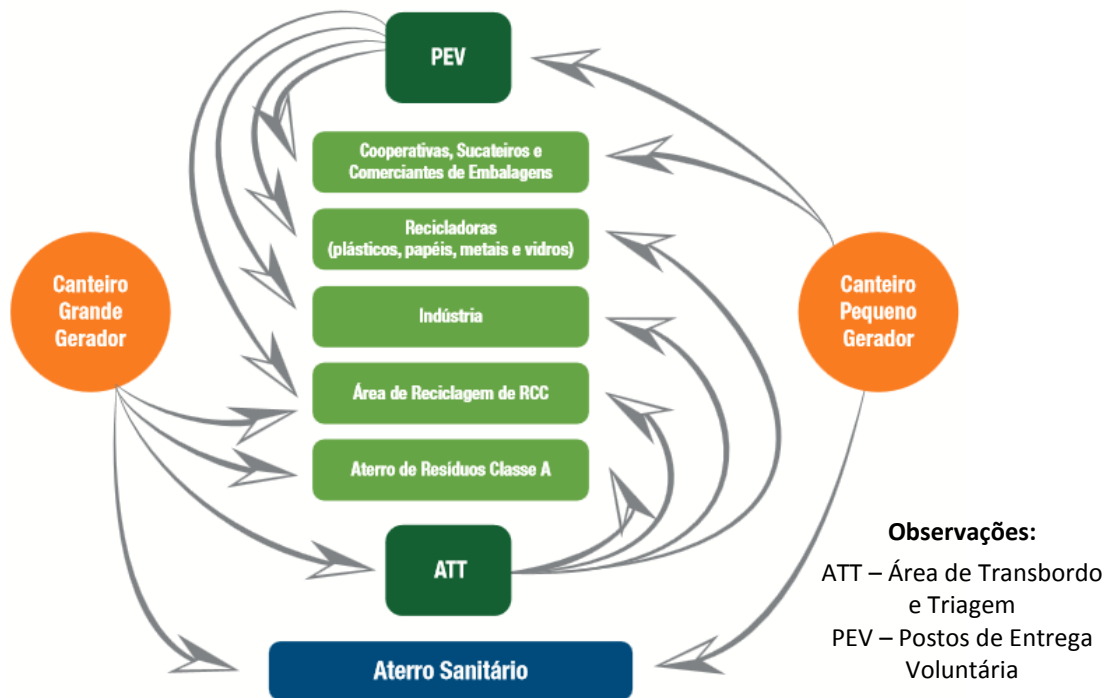 PEV
Cooperativas, Sucateiros e
Comerciantes de Embalagens
Recicladoras
(plásticos, papéis, metais e vidros)
Canteiro
Grande
Gerador
Indústria
Canteiro
Pequeno
Gerador
Área de Reciclagem de RCC
Aterro de Resíduos Classe A
ATT
Aterro Sanitário
Observações:
ATT – Área de Transbordo
e Triagem
PEV – Postos de Entrega
Voluntária